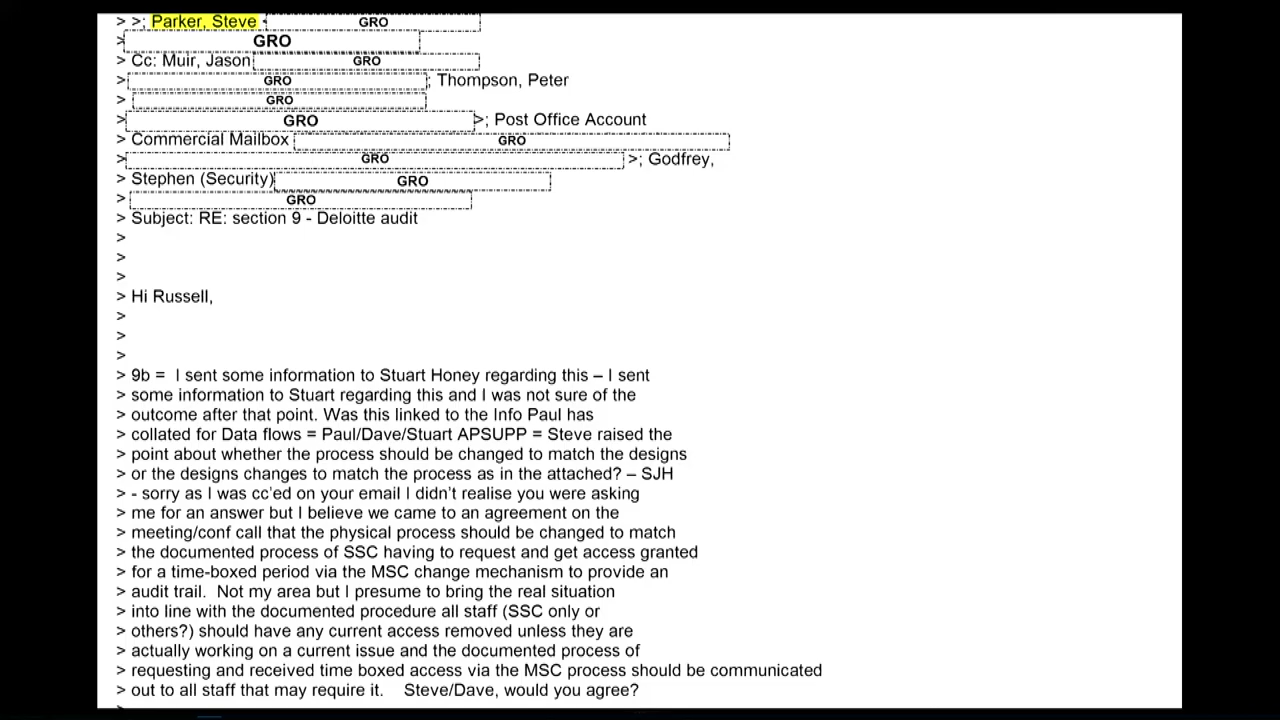 > >; Parker, Steve < GRO
> GRO
> Cc: Muir, Jason GRO
> GRO ; Thompson, Peter
> GRO
> GRO >; Post Office Account
> Commercial Mailbox GRO
> GRO >; Godfrey,
> Stephen (Security) GRO
> GRO
> Subject: RE: section 9 - Deloitte audit
>
>
>
> Hi Russell,
>
>
>
> 9b =  I sent some information to Stuart Honey regarding this – I sent
> some information to Stuart regarding this and I was not sure of the
> outcome after that point. Was this linked to the Info Paul has
> collated for Data flows = Paul/Dave/Stuart APSUPP = Steve raised the
> point about whether the process should be changed to match the designs
> or the designs changes to match the process as in the attached? – SJH
> - sorry as I was cc'ed on your email I didn't realise you were asking
> me for an answer but I believe we came to an agreement on the
> meeting/conf call that the physical process should be changed to match
> the documented process of SSC having to request and get access granted
> for a time-boxed period via the MSC change mechanism to provide an
> audit trail.  Not my area but I presume to bring the real situation
> into line with the documented procedure all staff (SSC only or
> others?) should have any current access removed unless they are
> actually working on a current issue and the documented process of
> requesting and received time boxed access via the MSC process should be communicated
> out to all staff that may require it.    Steve/Dave, would you agree?
>